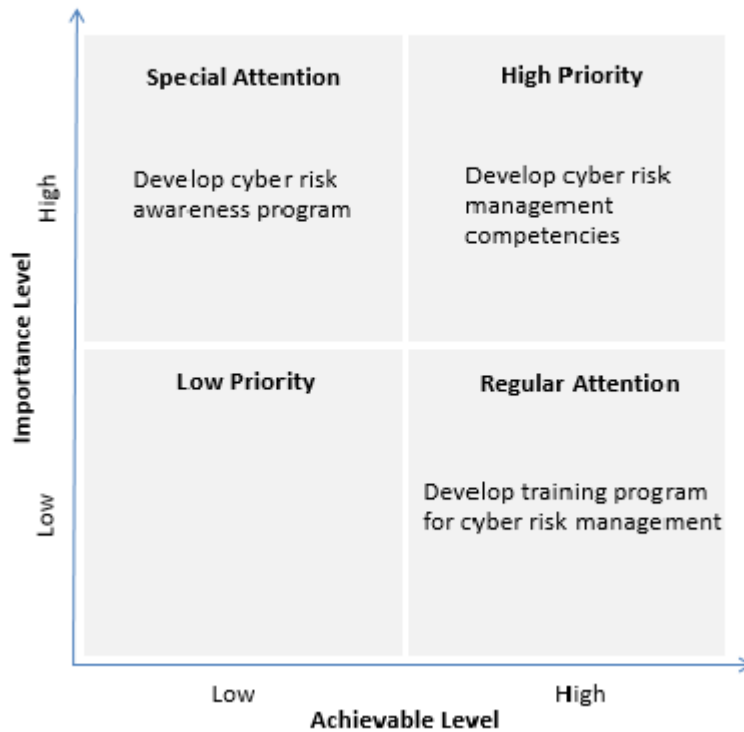 Special Attention
High Priority
Develop cyber risk
awareness program
Develop cyber risk
management
competencies
High
Importance Level
Low Priority
Regular Attention
Develop training program
for cyber risk management
Low
Low
High
Achievable Level